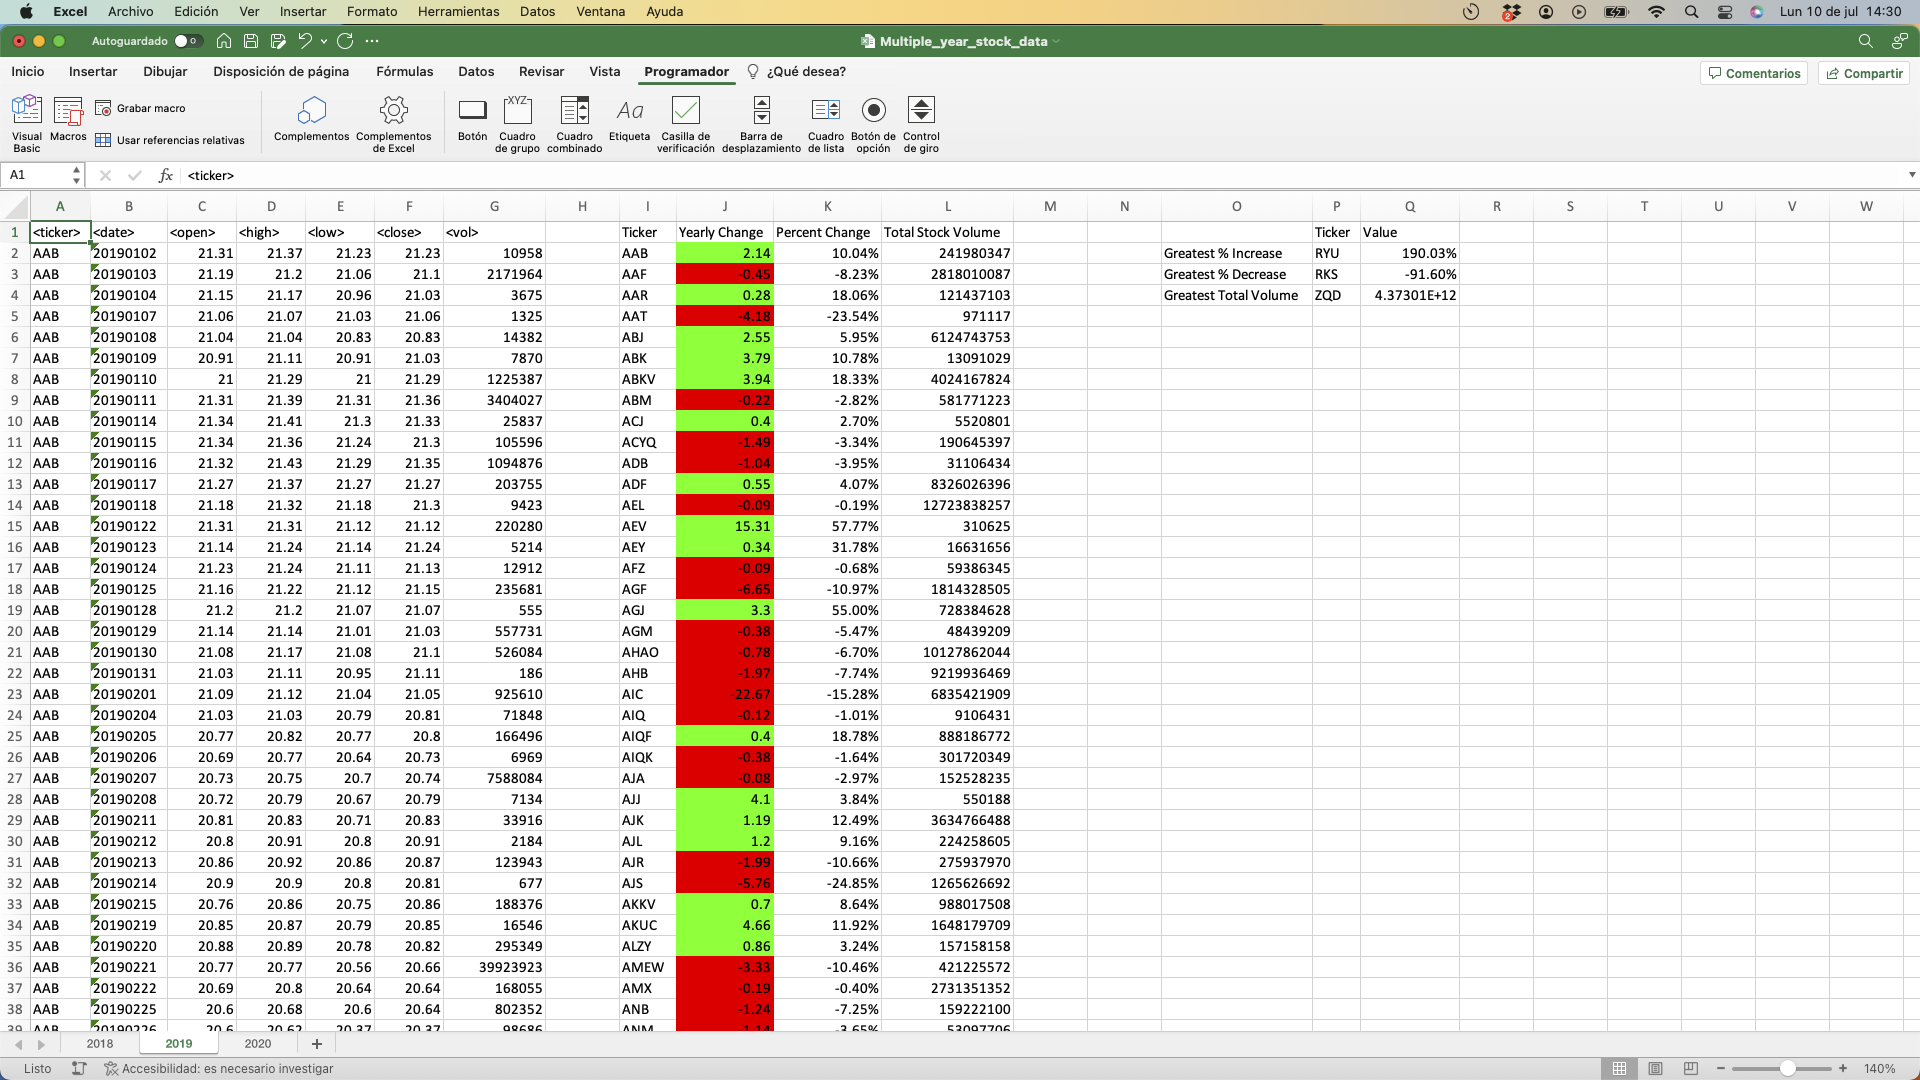 Excel Archivo Edición Ver Insertar Formato Herramientas Datos Ventana Ayuda 2 Lun 10 de jul 14:30
Autoguardado Multiple_year_stock_data
Inicio Insertar Dibujar Disposición de página Fórmulas Datos Revisar Vista Programador ¿Qué desea? Comentarios Compartir
Visual Basic Macros Grabar macro Usar referencias relativas Complementos Complementos de Excel Botón XYZ Cuadro de grupo Cuadro combinado Aa Etiqueta Casilla de verificación Barra de desplazamiento Cuadro de lista Botón de opción Control de giro
A1 fx <ticker>
A B C D E F G H I J K L M N O P Q R S T U V W
1 <ticker> <date> <open> <high> <low> <close> <vol> Ticker Yearly Change Percent Change Total Stock Volume Ticker Value
2 AAB 20190102 21.31 21.37 21.23 21.23 10958 AAB 2.14 10.04% 241980347 Greatest % Increase RYU 190.03%
3 AAB 20190103 21.19 21.2 21.06 21.1 2171964 AAF -0.45 -8.23% 2818010087 Greatest % Decrease RKS -91.60%
4 AAB 20190104 21.15 21.17 20.96 21.03 3675 AAR 0.28 18.06% 121437103 Greatest Total Volume ZQD 4.37301E+12
5 AAB 20190107 21.06 21.07 21.03 21.06 1325 AAT -4.18 -23.54% 971117
6 AAB 20190108 21.04 21.04 20.83 20.83 14382 ABJ 2.55 5.95% 6124743753
7 AAB 20190109 20.91 21.11 20.91 21.03 7870 ABK 3.79 10.78% 13091029
8 AAB 20190110 21 21.29 21 21.29 1225387 ABKV 3.94 18.33% 4024167824
9 AAB 20190111 21.31 21.39 21.31 21.36 3404027 ABM -0.22 -2.82% 581771223
10 AAB 20190114 21.34 21.41 21.3 21.33 25837 ACJ 0.4 2.70% 5520801
11 AAB 20190115 21.34 21.36 21.24 21.3 105596 ACYQ -1.49 -3.34% 190645397
12 AAB 20190116 21.32 21.43 21.29 21.35 1094876 ADB -1.04 -3.95% 31106434
13 AAB 20190117 21.27 21.37 21.27 21.27 203755 ADF 0.55 4.07% 8326026396
14 AAB 20190118 21.18 21.32 21.18 21.3 9423 AEL -0.09 -0.19% 12723838257
15 AAB 20190122 21.31 21.31 21.12 21.12 220280 AEV 15.31 57.77% 310625
16 AAB 20190123 21.14 21.24 21.14 21.24 5214 AEY 0.34 31.78% 16631656
17 AAB 20190124 21.23 21.24 21.11 21.13 12912 AFZ -0.09 -0.68% 59386345
18 AAB 20190125 21.16 21.22 21.12 21.15 235681 AGF -6.65 -10.97% 1814328505
19 AAB 20190128 21.2 21.2 21.07 21.07 555 AGJ 3.3 55.00% 728384628
20 AAB 20190129 21.14 21.14 21.01 21.03 557731 AGM -0.38 -5.47% 48439209
21 AAB 20190130 21.08 21.17 21.08 21.1 526084 AHAO -0.78 -6.70% 10127862044
22 AAB 20190131 21.03 21.11 20.95 21.11 186 AHB -1.97 -7.74% 9219936469
23 AAB 20190201 21.09 21.12 21.04 21.05 925610 AIC -22.67 -15.28% 6835421909
24 AAB 20190204 21.03 21.03 20.79 20.81 71848 AIQ -0.12 -1.01% 9106431
25 AAB 20190205 20.77 20.82 20.77 20.8 166496 AIQF 0.4 18.78% 888186772
26 AAB 20190206 20.69 20.77 20.64 20.73 6969 AIQK -0.38 -1.64% 301720349
27 AAB 20190207 20.73 20.75 20.7 20.74 7588084 AJA -0.08 -2.97% 152528235
28 AAB 20190208 20.72 20.79 20.67 20.79 7134 AJJ 4.1 3.84% 550188
29 AAB 20190211 20.81 20.83 20.71 20.83 33916 AJK 1.19 12.49% 3634766488
30 AAB 20190212 20.8 20.91 20.8 20.91 2184 AJL 1.2 9.16% 224258605
31 AAB 20190213 20.86 20.92 20.86 20.87 123943 AJR -1.99 -10.66% 275937970
32 AAB 20190214 20.9 20.9 20.8 20.81 677 AJS -5.76 -24.85% 1265626692
33 AAB 20190215 20.76 20.86 20.75 20.86 188376 AKKV 0.7 8.64% 988017508
34 AAB 20190219 20.85 20.87 20.79 20.85 16546 AKUC 4.66 11.92% 1648179709
35 AAB 20190220 20.88 20.89 20.78 20.82 295349 ALZY 0.86 3.24% 157158158
36 AAB 20190221 20.77 20.77 20.56 20.66 39923923 AMEW -3.33 -10.46% 421225572
37 AAB 20190222 20.69 20.8 20.64 20.64 168055 AMX -0.19 -0.40% 2731351352
38 AAB 20190225 20.6 20.68 20.6 20.64 802352 ANB -1.24 -7.25% 159222100
39 AAB 20190226 20.6 20.62 20.37 20.37 98686 ANM -1.14 -3.65% 53097706
2018 2019 2020 +
Listo Accesibilidad: es necesario investigar 140%